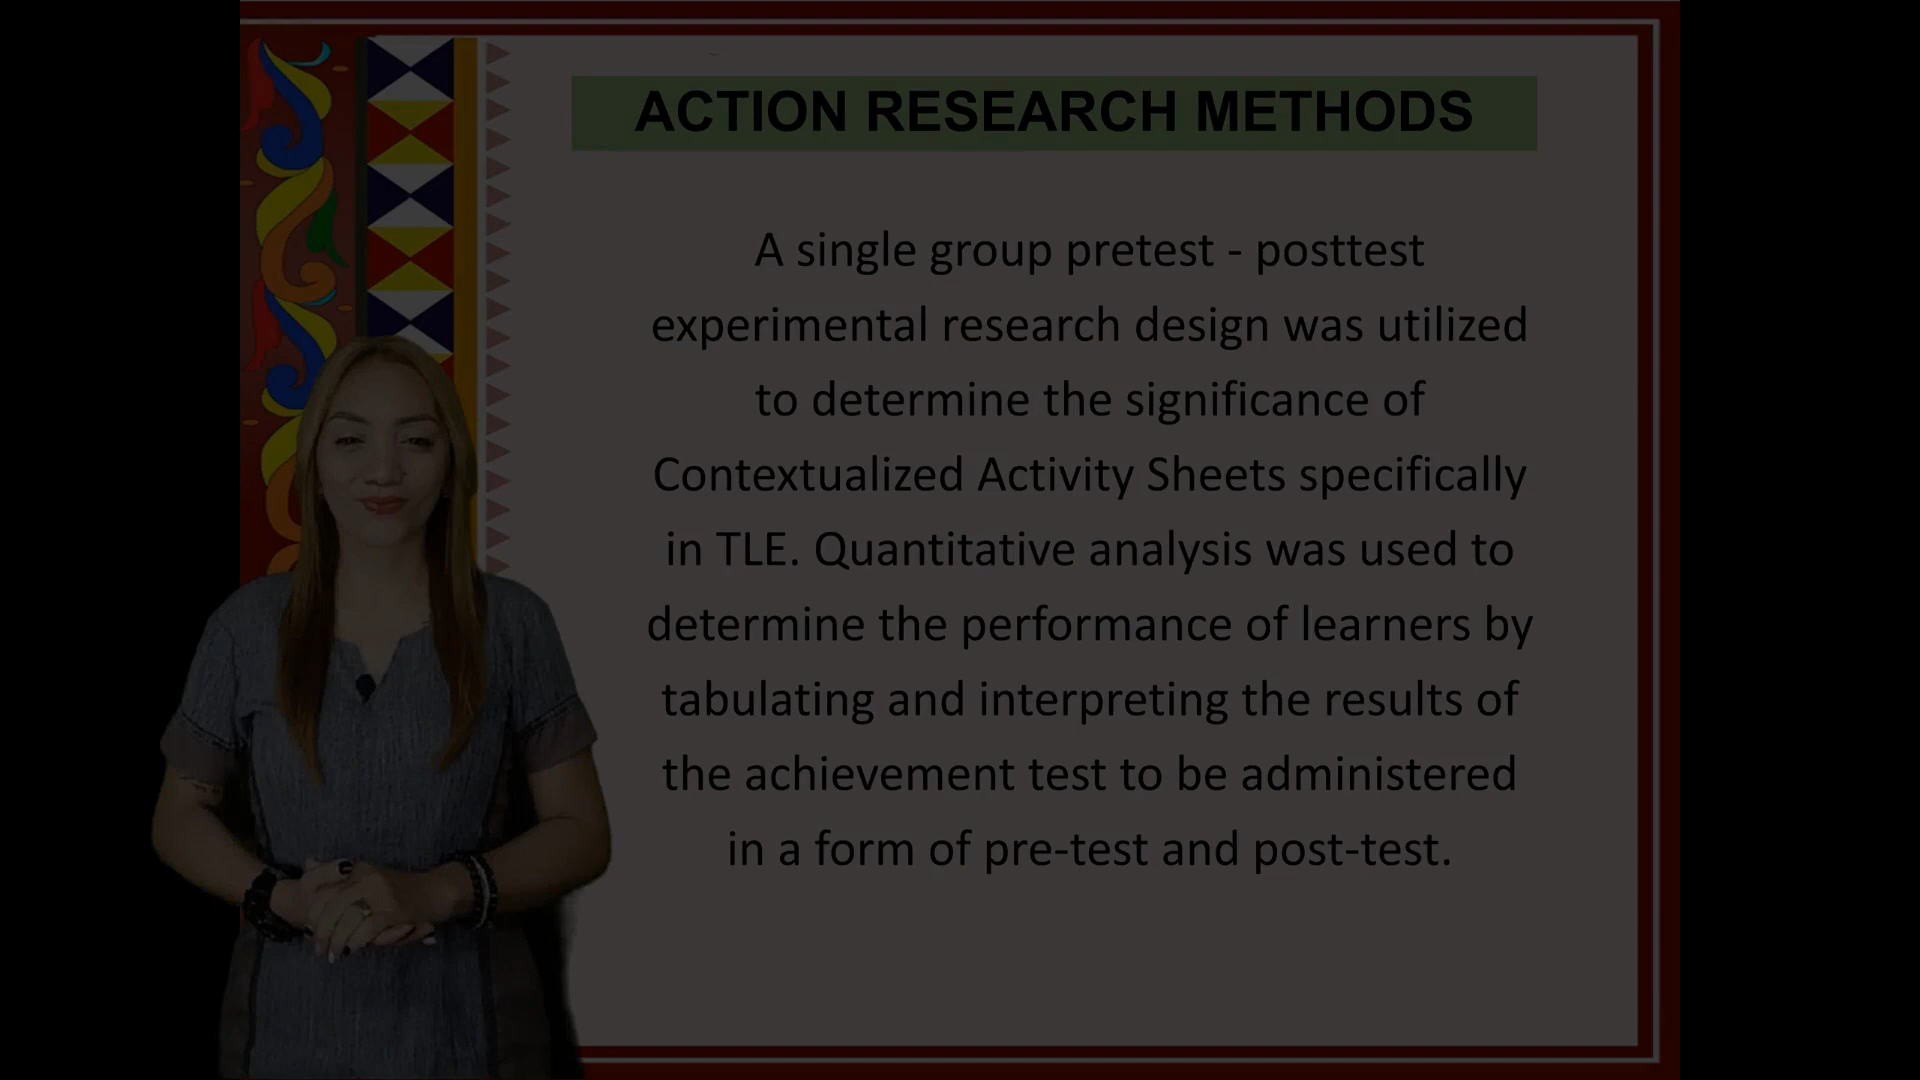 ACTION RESEARCH METHODS
A single group pretest - posttest
experimental research design was utilized
to determine the significance of
Contextualized Activity Sheets specifically
in TLE. Quantitative analysis was used to
determine the performance of learners by
tabulating and interpreting the results of
the achievement test to be administered
in a form of pre-test and post-test.